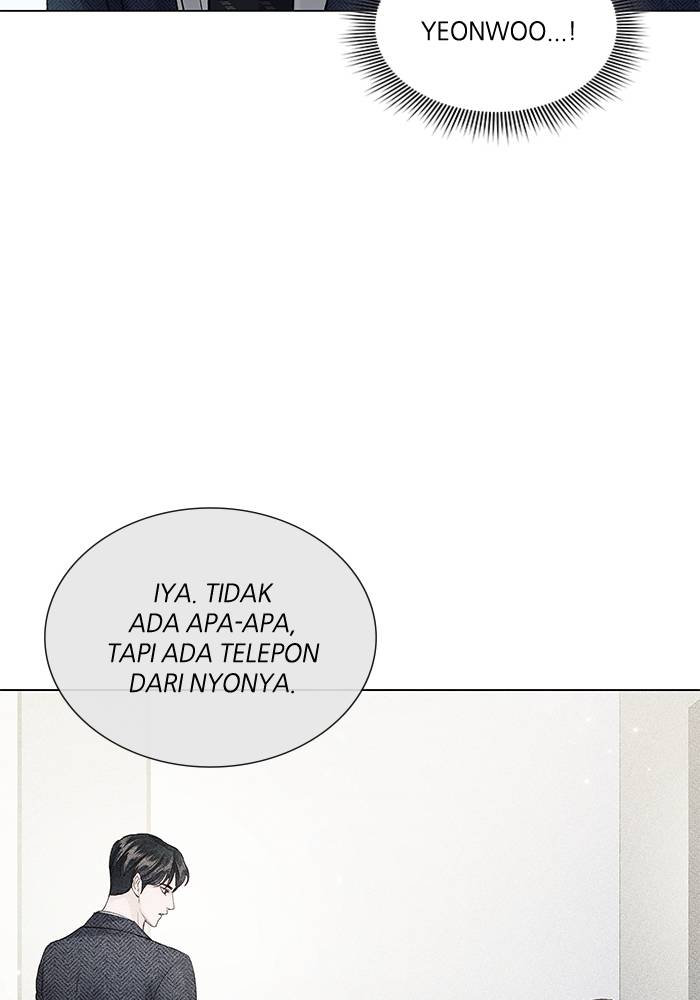 YEONWOO...!
IYA. TIDAK
ADA APA-APA,
TAPI ADA TELEPON
DARI NYONYA.